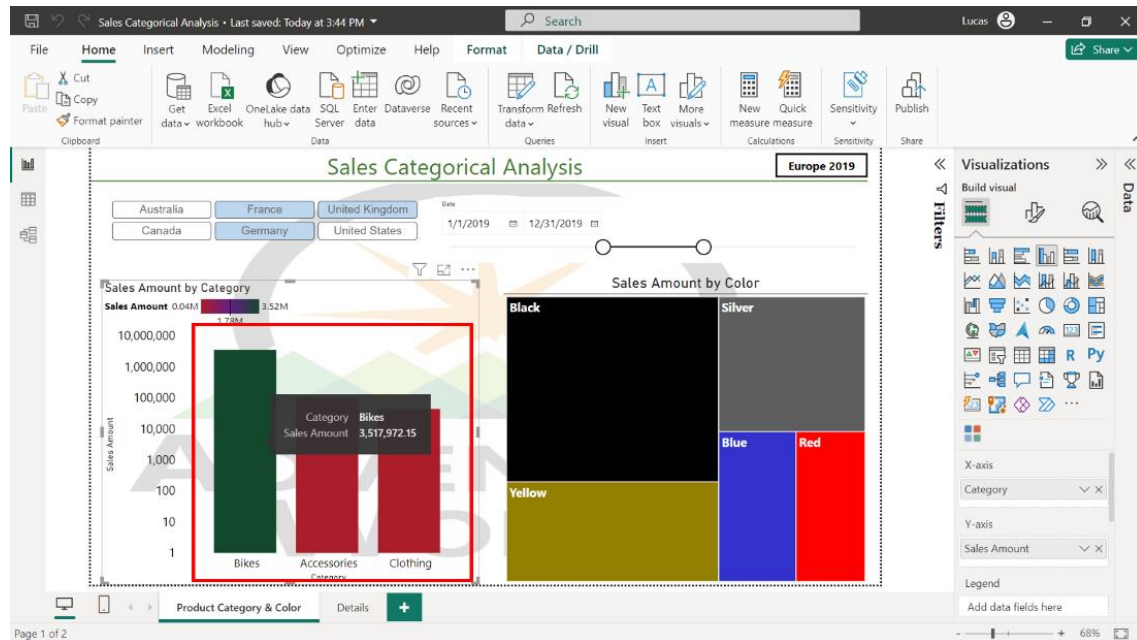 Sales Categorical Analysis • Last saved: Today at 3:44 PM
Search
Lucas
File Home Insert Modeling View Optimize Help Format Data / Drill
Share
Paste
Cut
Copy
Format painter
Clipboard
Get data
Excel workbook
OneLake data hub
SQL Server
Enter data
Dataverse
Recent sources
Data
Transform data
Refresh
Queries
New visual
Text box
More visuals
Insert
New measure
Quick measure
Calculations
Sensitivity
Sensitivity
Publish
Share
Sales Categorical Analysis
Europe 2019
Australia France United Kingdom
Canada Germany United States
Date
1/1/2019 12/31/2019
Sales Amount by Category
Sales Amount 0.04M 3.52M
1.78M
10,000,000
1,000,000
100,000
10,000
1,000
100
10
1
Sales Amount
Category Bikes
Sales Amount 3,517,972.15
Bikes Accessories Clothing
Category
Sales Amount by Color
Black
Silver
Blue
Red
Yellow
Filters
Visualizations
Build visual
123
R Py
X-axis
Category
Y-axis
Sales Amount
Legend
Add data fields here
Data
Product Category & Color Details
Page 1 of 2
68%